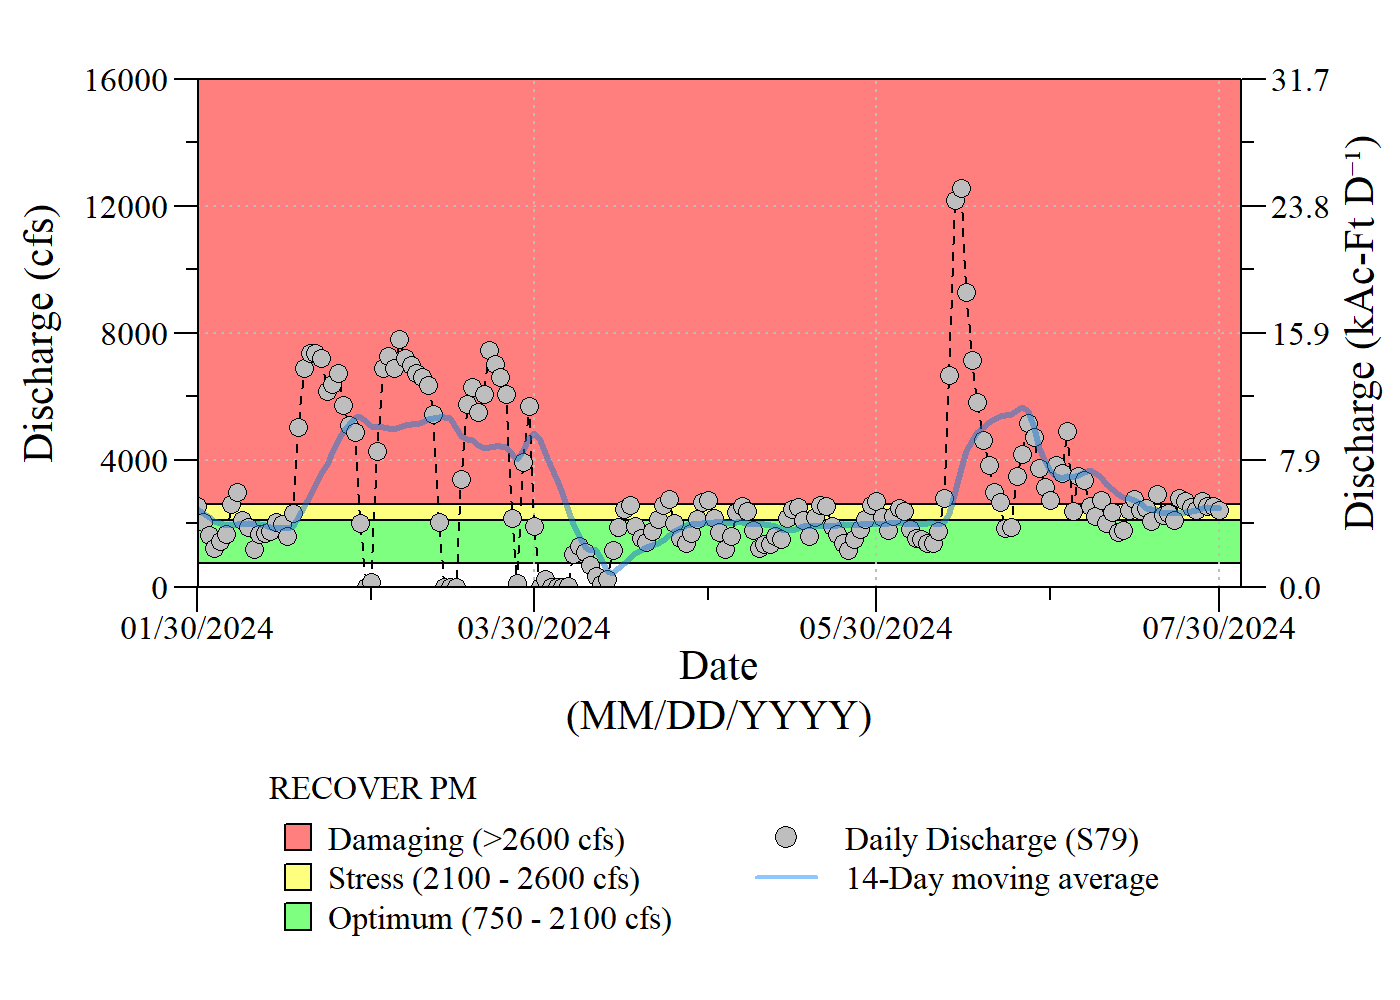 16000
12000
8000
4000
0
31.7
23.8
15.9
7.9
0.0
Discharge (cfs)
Discharge (kAc-Ft D⁻¹)
01/30/2024 03/30/2024 05/30/2024 07/30/2024
Date
(MM/DD/YYYY)
RECOVER PM
Damaging (>2600 cfs)
Stress (2100 - 2600 cfs)
Optimum (750 - 2100 cfs)
Daily Discharge (S79)
14-Day moving average